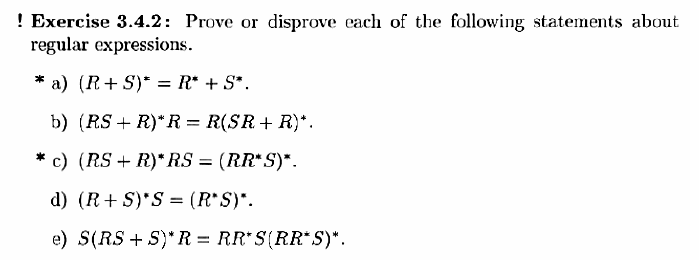 ! Exercise 3.4.2: Prove or disprove each of the following statements about
regular expressions.
* a) (R + S)* = R* + S*.
b) (RS + R)*R = R(SR + R)*.
* c) (RS + R)*RS = (RR*S)*.
d) (R + S)*S = (R*S)*.
e) S(RS + S)*R = RR*S(RR*S)*.